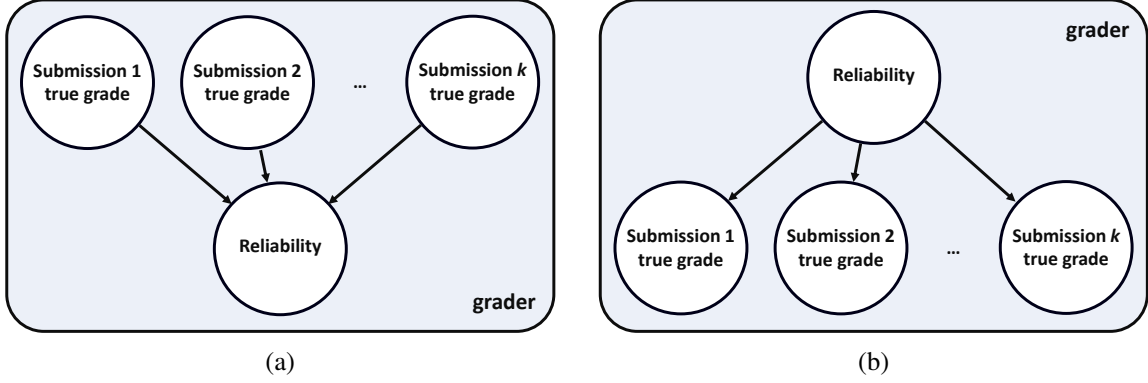 Submission 1
true grade
Submission 2
true grade
...
Submission k
true grade
Reliability
grader
(a)
grader
Reliability
Submission 1
true grade
Submission 2
true grade
...
Submission k
true grade
(b)